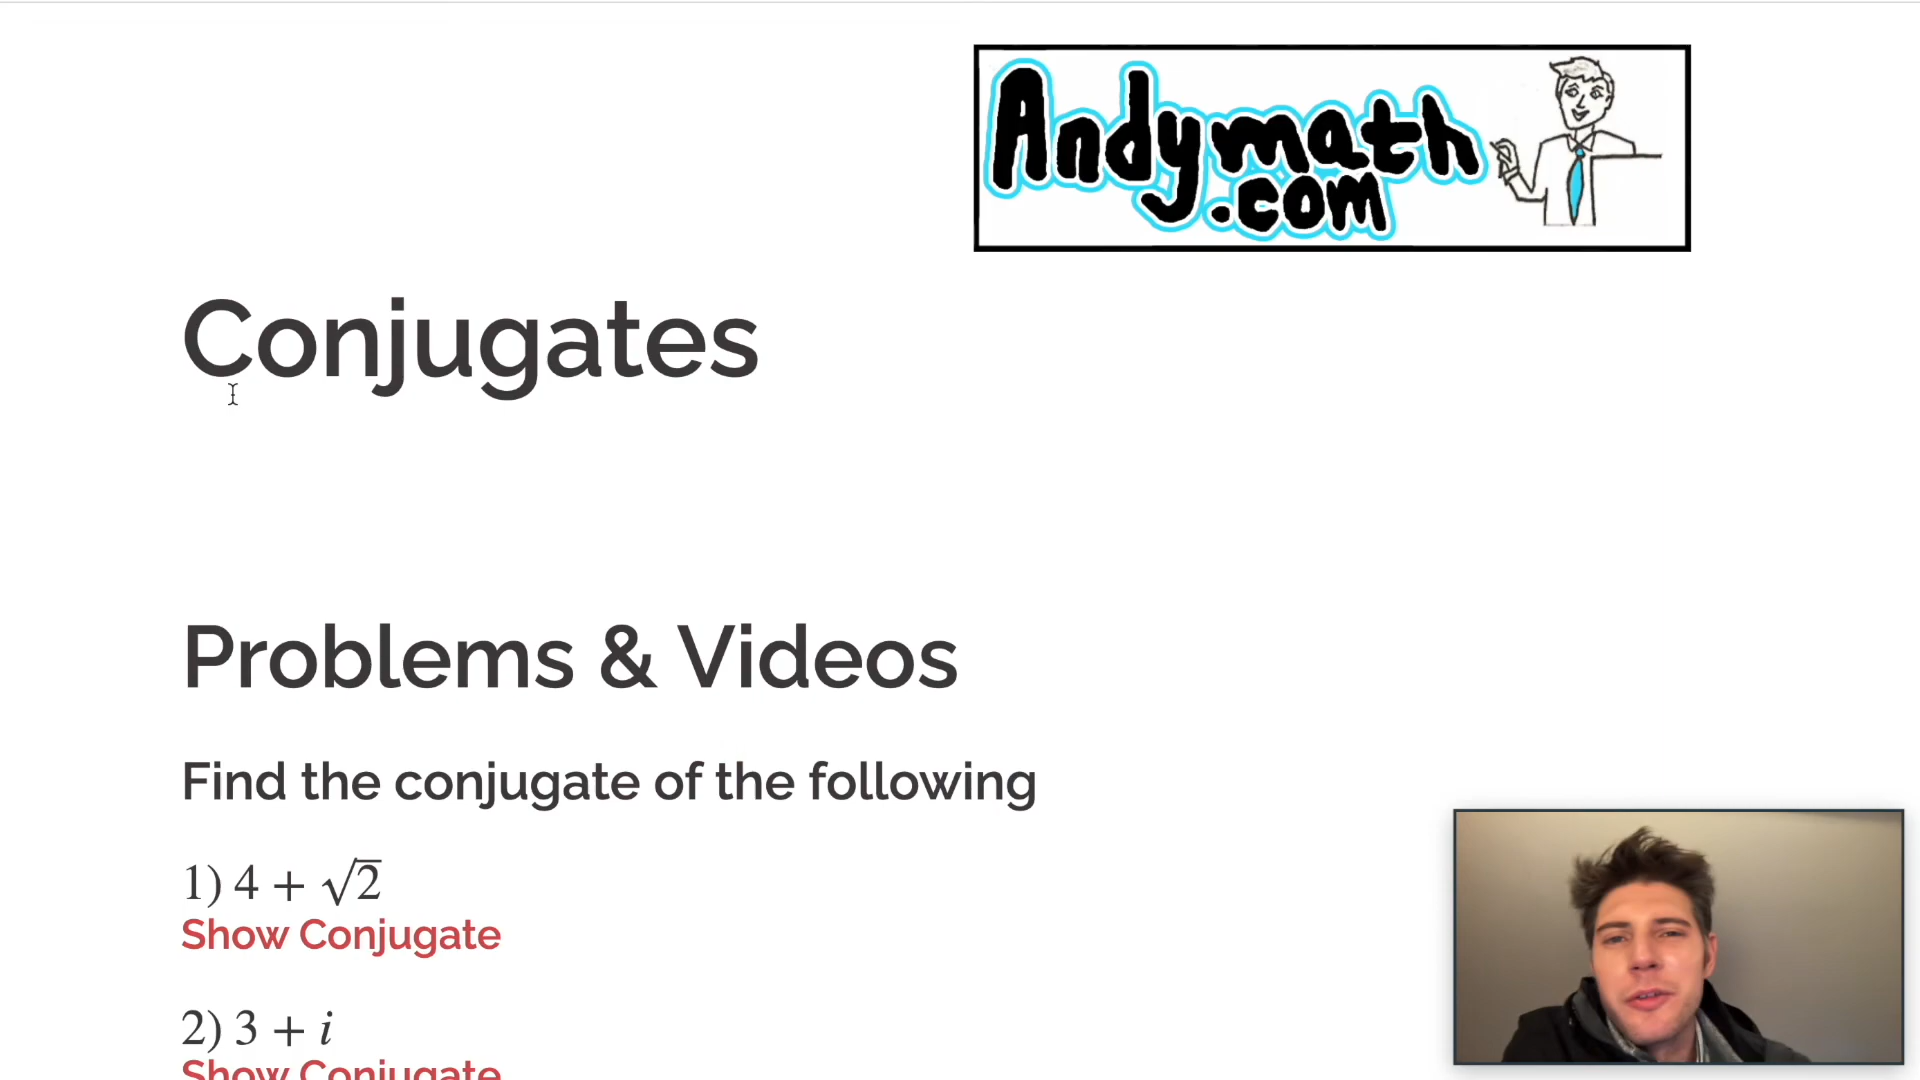 Andymath
.com
Conjugates
Problems & Videos
Find the conjugate of the following
1) 4 + √2
Show Conjugate
2) 3 + i
Show Conjugate